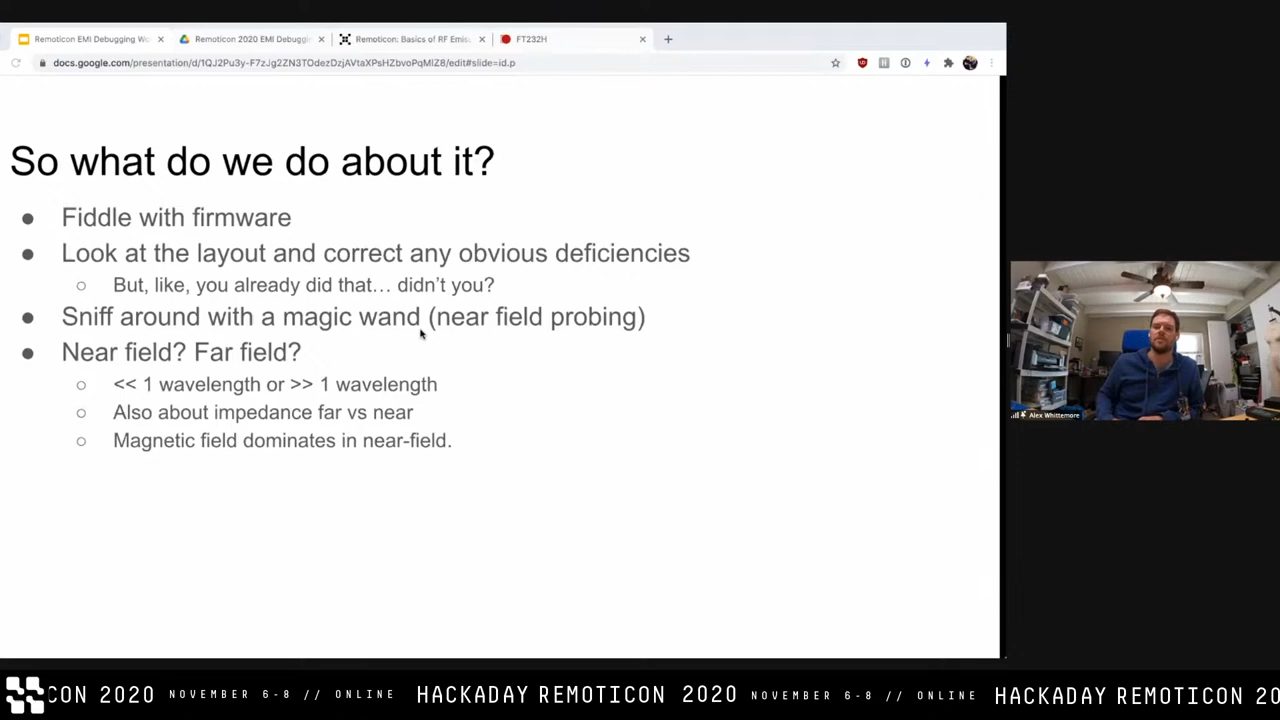 Remoticon EMI Debugging Wo
Remoticon 2020 EMI Debuggin
Remoticon: Basics of RF Emis
FT232H
docs.google.com/presentation/d/1QJ2Pu3y-F7zJg2ZN3TOdezDzjAVtaXPsHZbvoPqMIZ8/edit#slide=id.p
So what do we do about it?
● Fiddle with firmware
● Look at the layout and correct any obvious deficiencies
○ But, like, you already did that… didn't you?
● Sniff around with a magic wand (near field probing)
● Near field? Far field?
○ << 1 wavelength or >> 1 wavelength
○ Also about impedance far vs near
○ Magnetic field dominates in near-field.
Alex Whittemore
CON 2020 NOVEMBER 6-8 // ONLINE HACKADAY REMOTICON 2020 NOVEMBER 6-8 // ONLINE HACKADAY REMOTICON 20